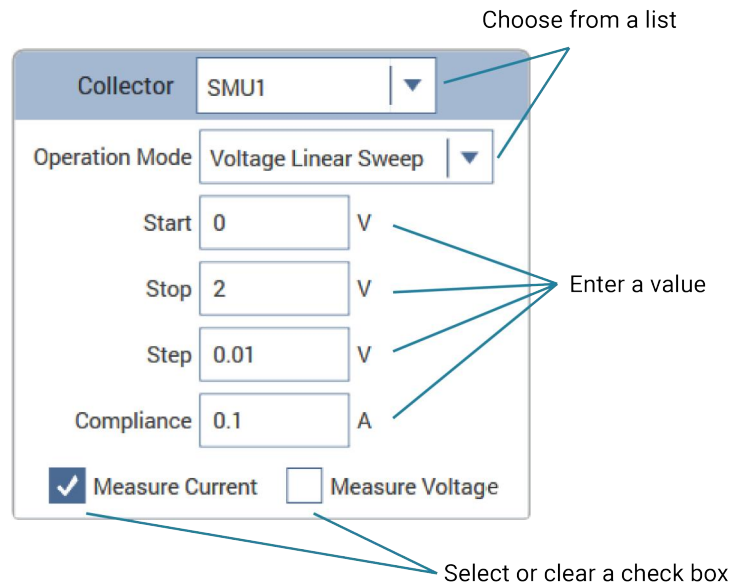 Choose from a list
Collector SMU1
Operation Mode Voltage Linear Sweep
Start 0 V
Stop 2 V
Enter a value
Step 0.01 V
Compliance 0.1 A
Measure Current Measure Voltage
Select or clear a check box